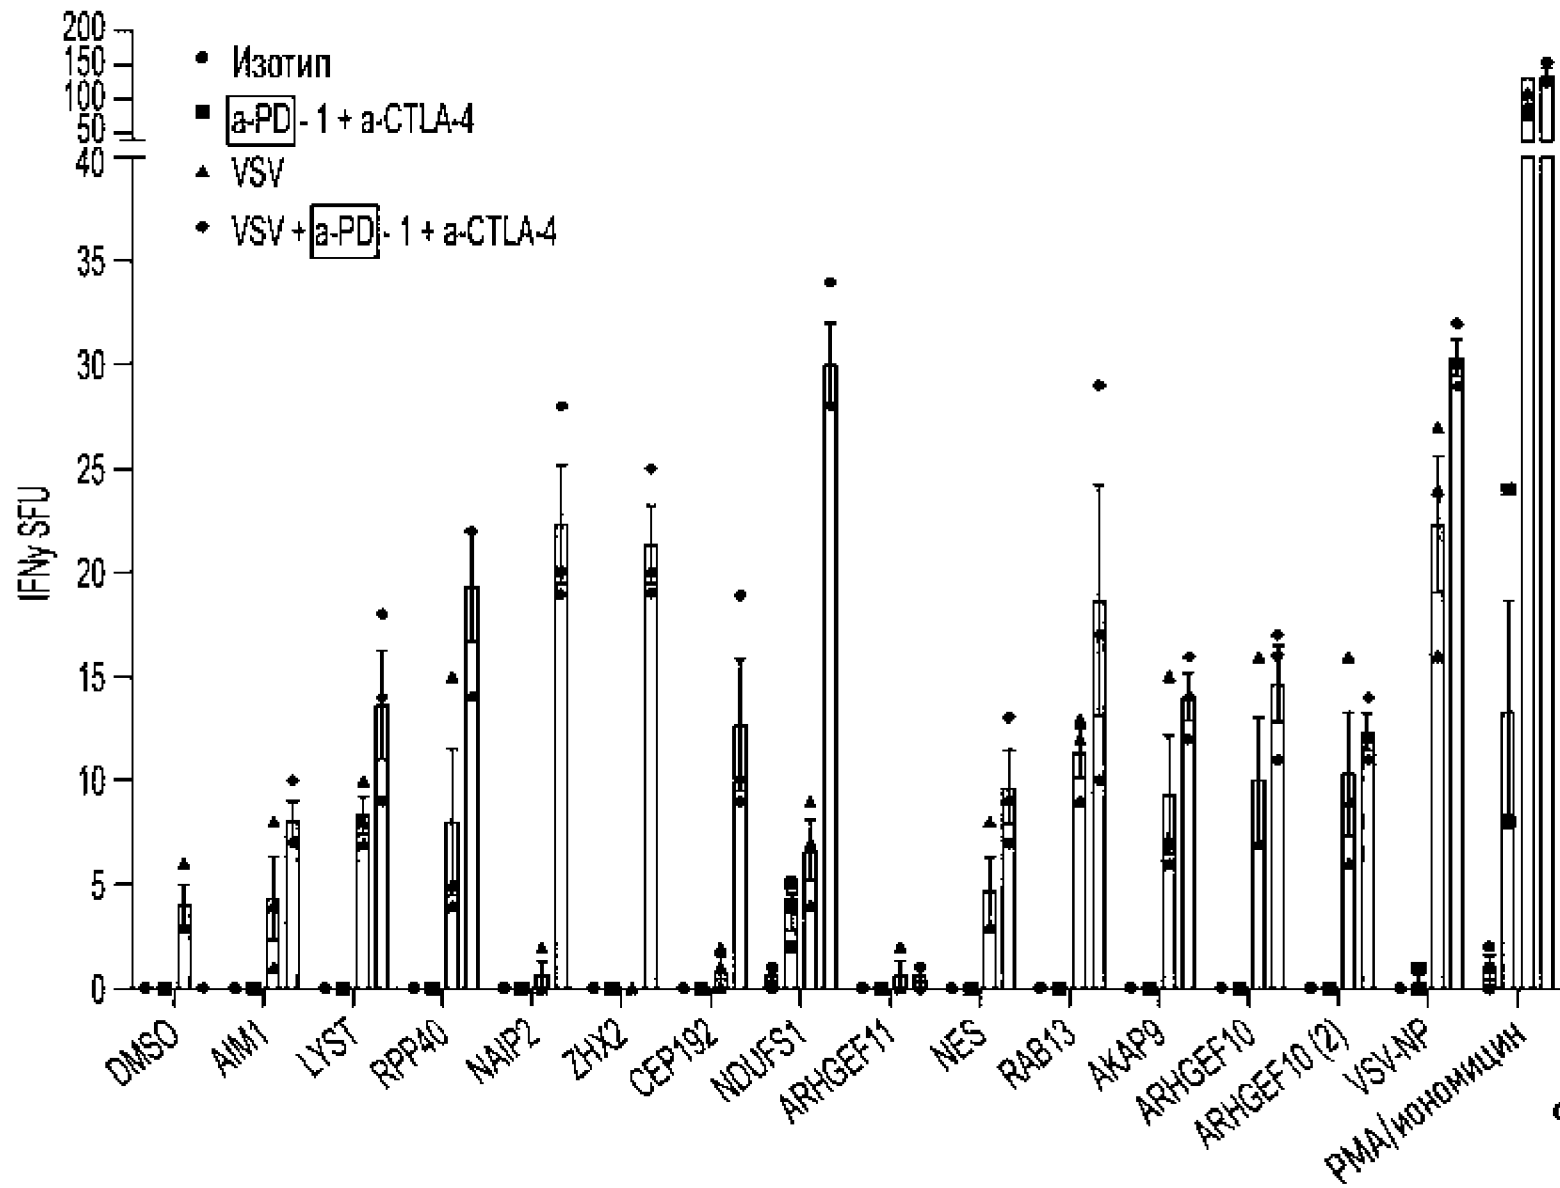 200
150
100
50
40
35
30
25
20
15
10
5
0
IFNγ SFU
Изотип
a-PD - 1 + a-CTLA-4
VSV
VSV + a-PD - 1 + a-CTLA-4
DMSO
AIM1
LYST
RPP40
NAIP2
ZHX2
CEP192
NDUFS1
ARHGEF11
NES
RAB13
AKAP9
ARHGEF10
ARHGEF10 (2)
VSV-NP
PMA/иономицин